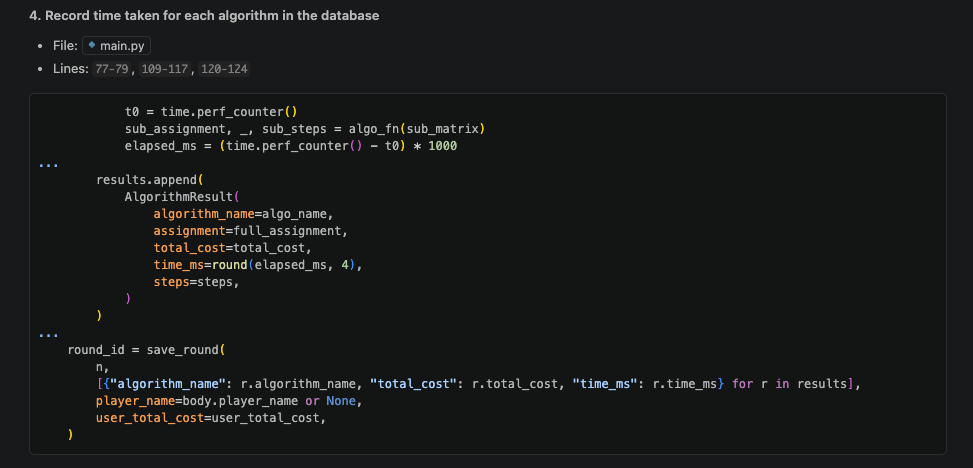 4. Record time taken for each algorithm in the database
• File: main.py
• Lines: 77-79, 109-117, 120-124
t0 = time.perf_counter()
sub_assignment, _, sub_steps = algo_fn(sub_matrix)
elapsed_ms = (time.perf_counter() - t0) * 1000
...
results.append(
AlgorithmResult(
algorithm_name=algo_name,
assignment=full_assignment,
total_cost=total_cost,
time_ms=round(elapsed_ms, 4),
steps=steps,
)
)
...
round_id = save_round(
n,
[{"algorithm_name": r.algorithm_name, "total_cost": r.total_cost, "time_ms": r.time_ms} for r in results],
player_name=body.player_name or None,
user_total_cost=user_total_cost,
)